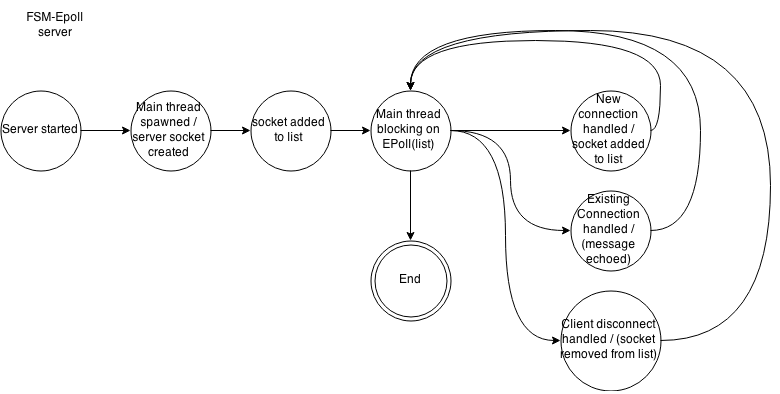 FSM-Epoll
server
Server started
Main thread
spawned /
server socket
created
socket added
to list
Main thread
blocking on
EPoll(list)
New
connection
handled /
socket added
to list
Existing
Connection
handled /
(message
echoed)
End
Client disconnect
handled / (socket
removed from list)